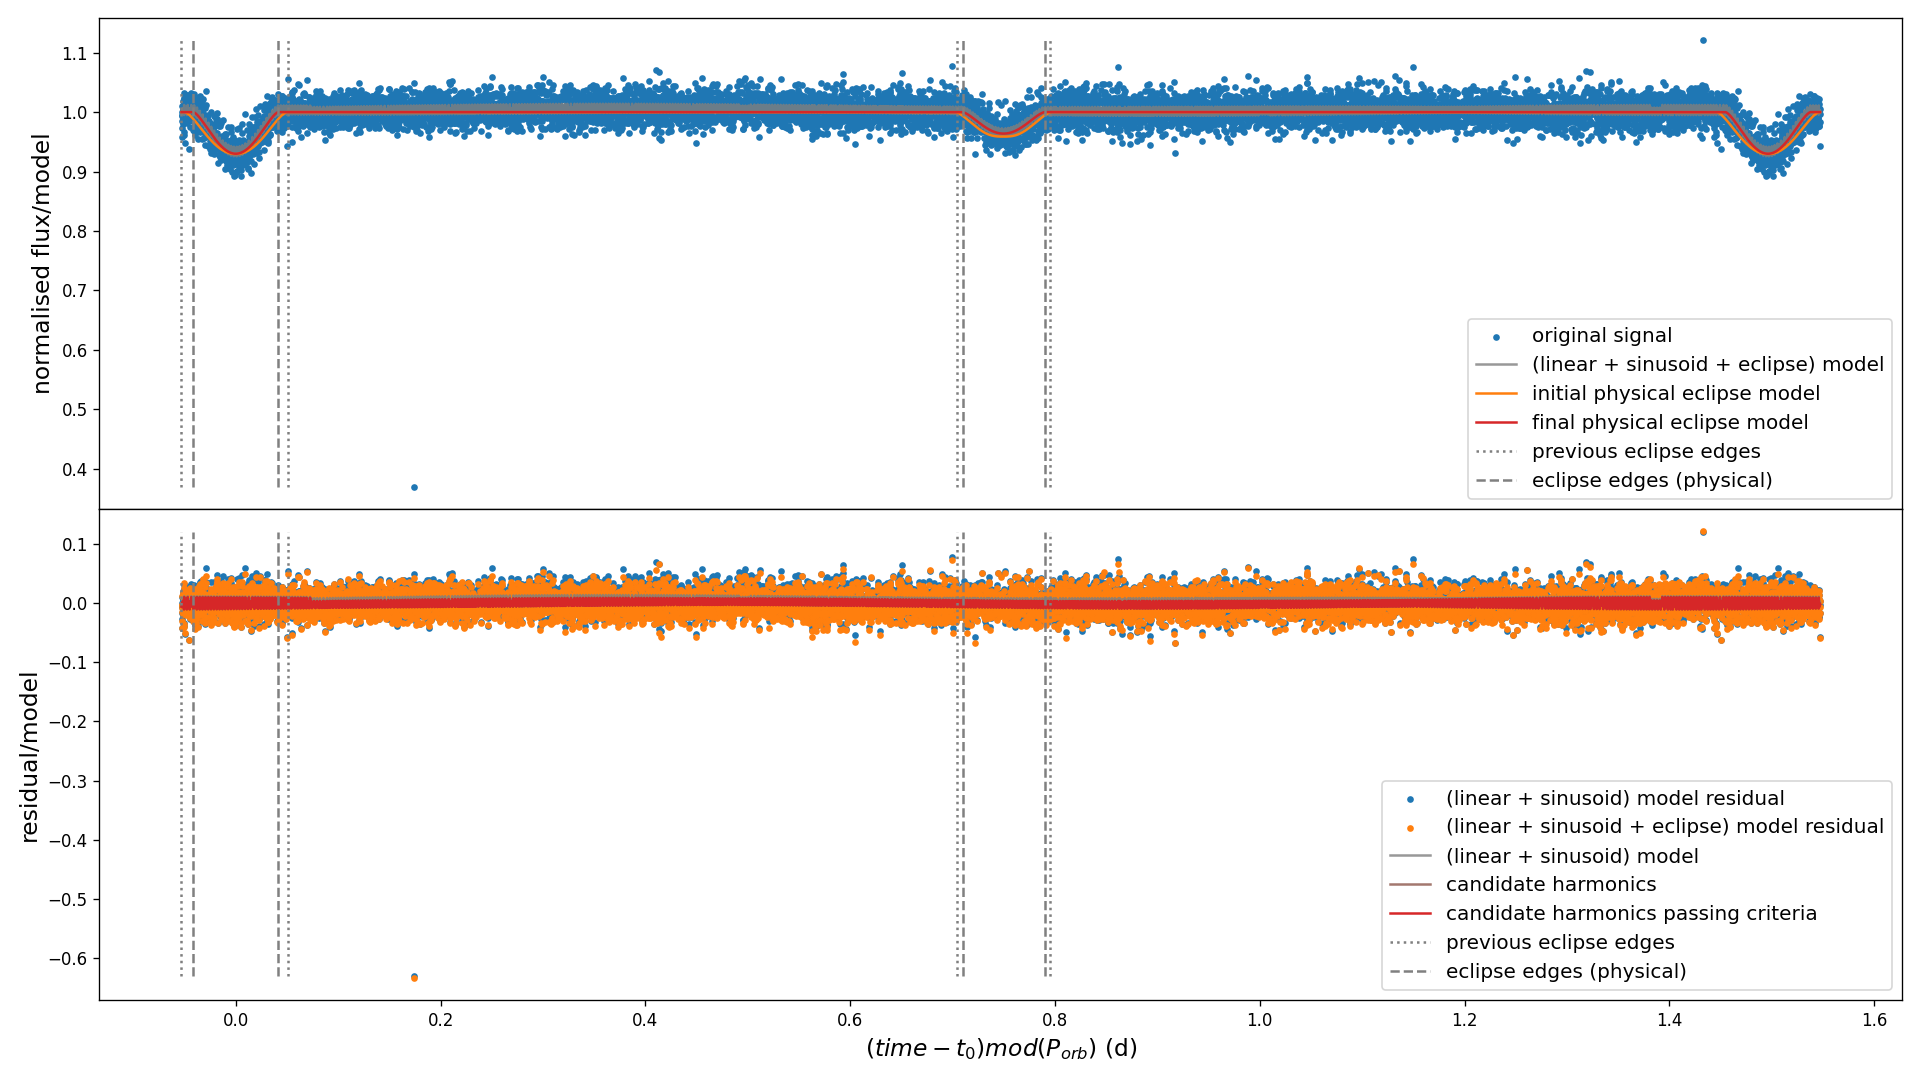 normalised flux/model
1.1
1.0
0.9
0.8
0.7
0.6
0.5
0.4
original signal
(linear + sinusoid + eclipse) model
initial physical eclipse model
final physical eclipse model
previous eclipse edges
eclipse edges (physical)
residual/model
0.1
0.0
−0.1
−0.2
−0.3
−0.4
−0.5
−0.6
(linear + sinusoid) model residual
(linear + sinusoid + eclipse) model residual
(linear + sinusoid) model
candidate harmonics
candidate harmonics passing criteria
previous eclipse edges
eclipse edges (physical)
0.0 0.2 0.4 0.6 0.8 1.0 1.2 1.4 1.6
(time − t₀)mod(P_orb) (d)